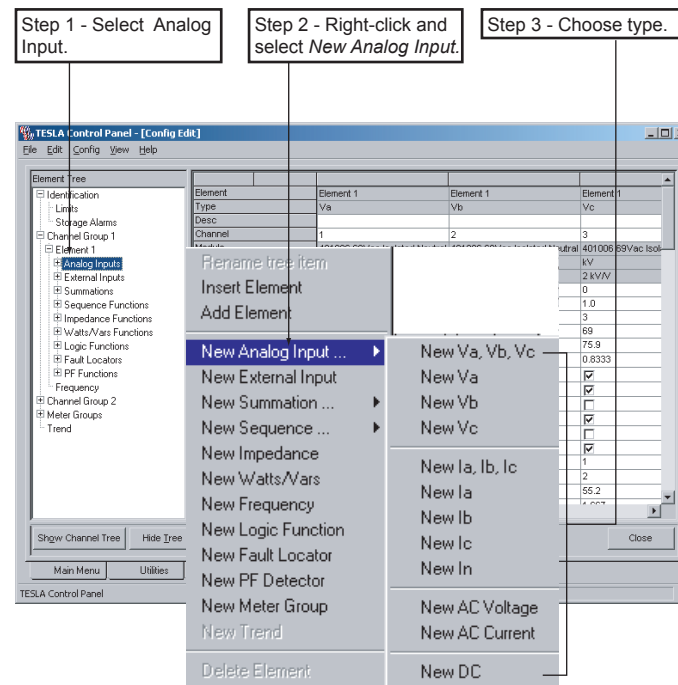 Step 1 - Select Analog
Input.
Step 2 - Right-click and
select New Analog Input.
Step 3 - Choose type.
TESLA Control Panel - [Config Edit]
File Edit Config View Help
Element Tree
Identification
Limits
Storage Alarms
Channel Group 1
Element 1
Analog Inputs
External Inputs
Summations
Sequence Functions
Impedance Functions
Watts/Vars Functions
Logic Functions
Fault Locators
PF Functions
Frequency
Channel Group 2
Meter Groups
Trend
Element Element 1 Element 1 Element 1
Type Va Vb Vc
Desc
Channel 1 2 3
401006 69Vac Isol
kV
2 kV/V
0
1.0
3
69
75.9
0.8333
1
2
55.2
Rename tree item
Insert Element
Add Element
New Analog Input ...
New External Input
New Summation ...
New Sequence ...
New Impedance
New Watts/Vars
New Frequency
New Logic Function
New Fault Locator
New PF Detector
New Meter Group
New Trend
Delete Element
New Va, Vb, Vc
New Va
New Vb
New Vc
New Ia, Ib, Ic
New Ia
New Ib
New Ic
New In
New AC Voltage
New AC Current
New DC
Show Channel Tree Hide Tree Close
Main Menu Utilities
TESLA Control Panel